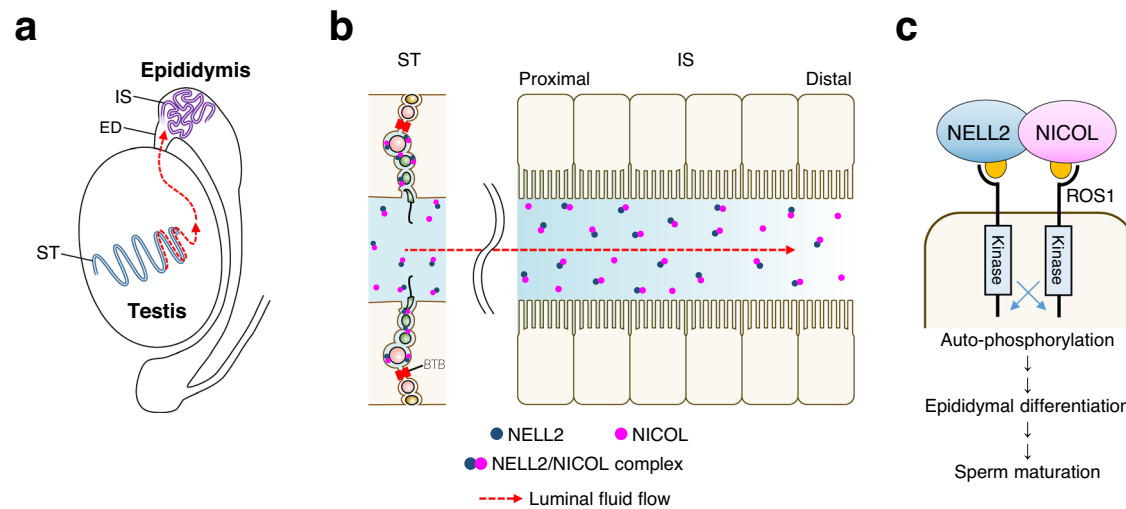 a
Epididymis
IS
ED
ST
Testis
b
ST
IS
Proximal
Distal
BTB
NELL2
NICOL
NELL2/NICOL complex
Luminal fluid flow
c
NELL2
NICOL
ROS1
Kinase
Kinase
Auto-phosphorylation
Epididymal differentiation
Sperm maturation